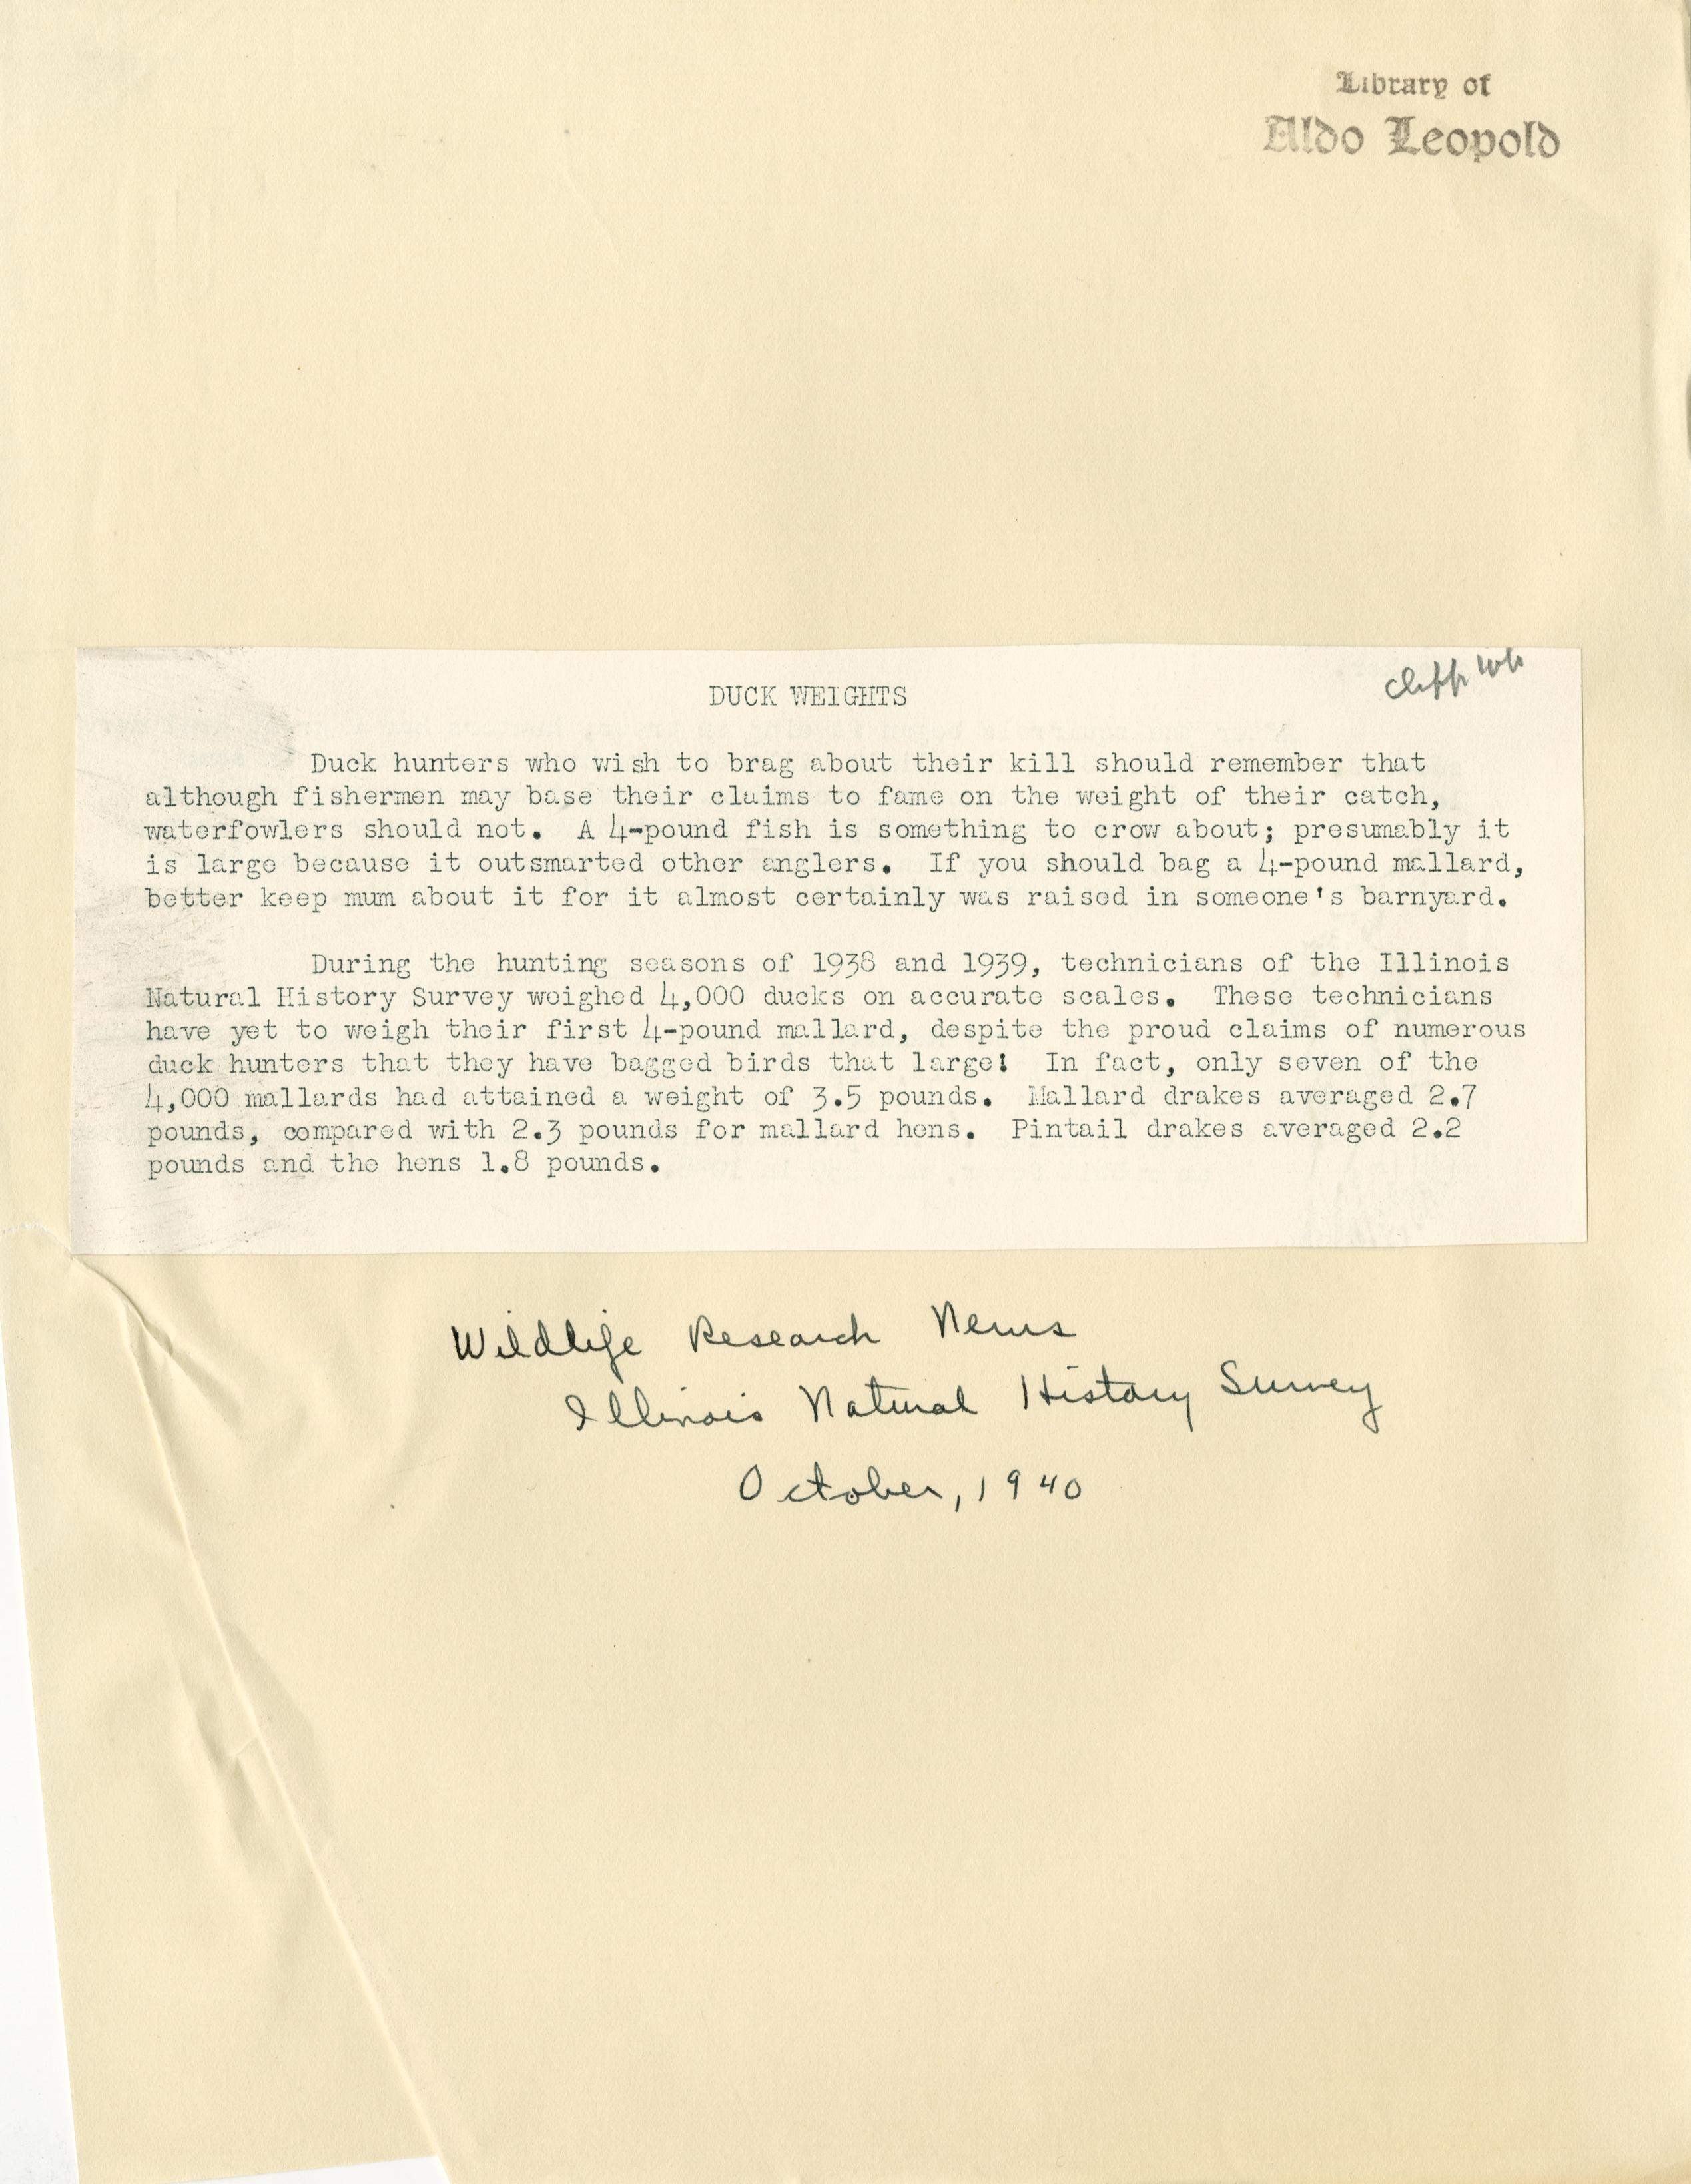 Library of
Aldo Leopold
DUCK WEIGHTS
Duck hunters who wish to brag about their kill should remember that
although fishermen may base their claims to fame on the weight of their catch,
waterfowlers should not. A 4-pound fish is something to crow about; presumably it
is large because it outsmarted other anglers. If you should bag a 4-pound mallard,
better keep mum about it for it almost certainly was raised in someone's barnyard.
During the hunting seasons of 1938 and 1939, technicians of the Illinois
Natural History Survey weighed 4,000 ducks on accurate scales. These technicians
have yet to weigh their first 4-pound mallard, despite the proud claims of numerous
duck hunters that they have bagged birds that large! In fact, only seven of the
4,000 mallards had attained a weight of 3.5 pounds. Mallard drakes averaged 2.7
pounds, compared with 2.3 pounds for mallard hens. Pintail drakes averaged 2.2
pounds and the hens 1.8 pounds.
Wildlife Research News
Illinois Natural History Survey
October, 1940